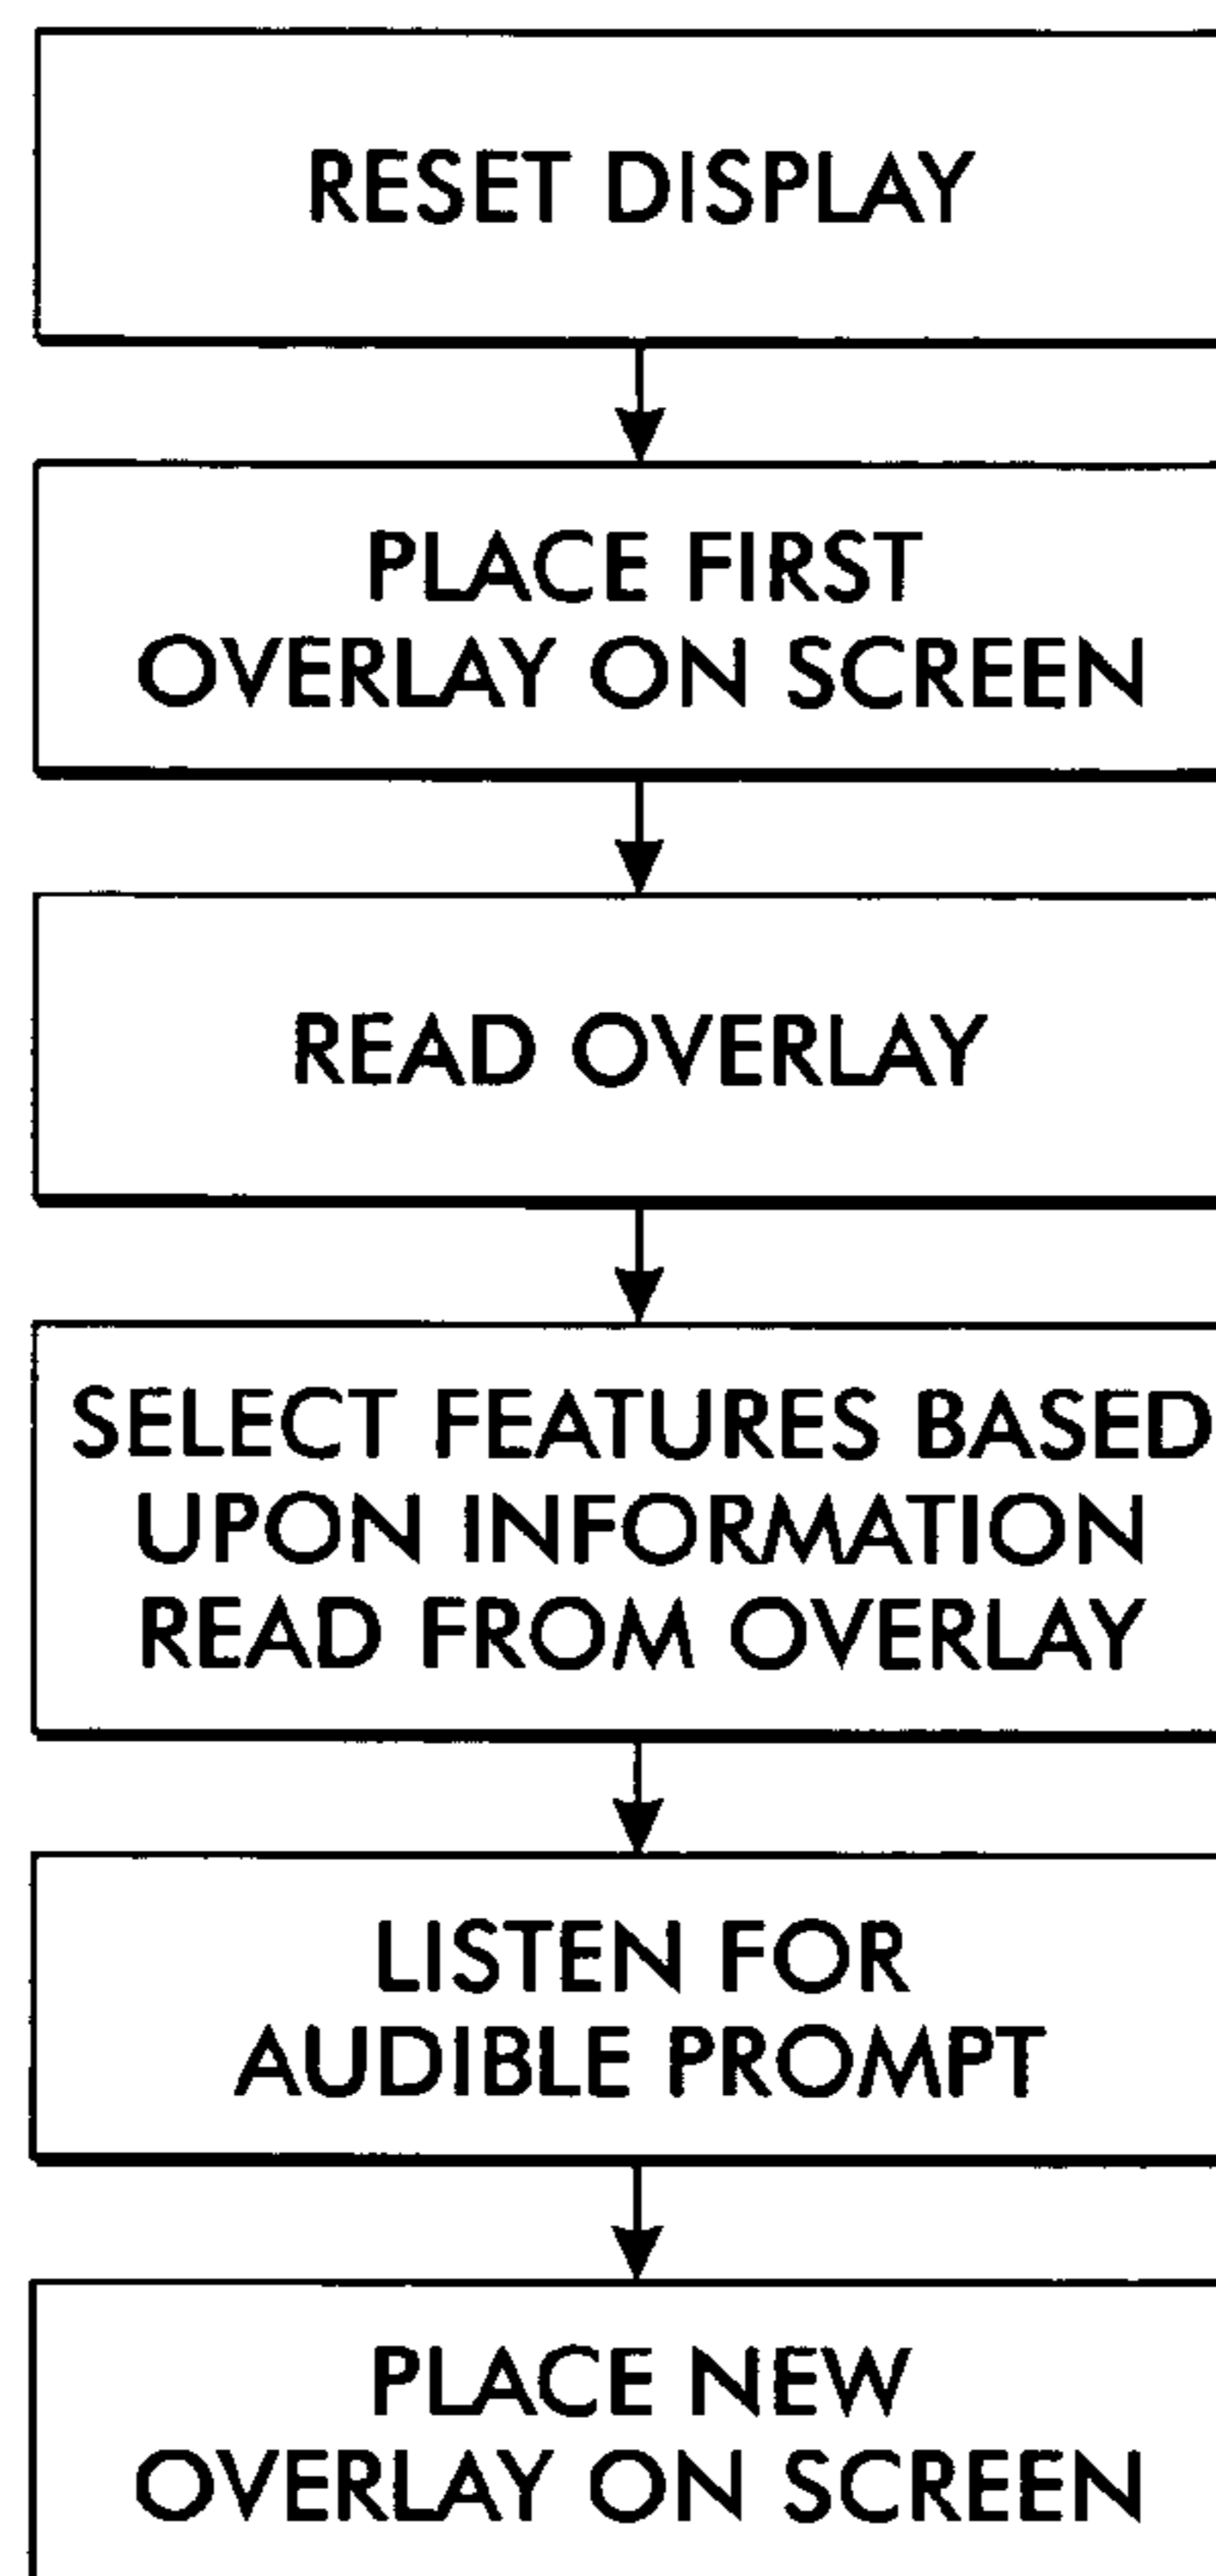 RESET DISPLAY
PLACE FIRST
OVERLAY ON SCREEN
READ OVERLAY
SELECT FEATURES BASED
UPON INFORMATION
READ FROM OVERLAY
LISTEN FOR
AUDIBLE PROMPT
PLACE NEW
OVERLAY ON SCREEN